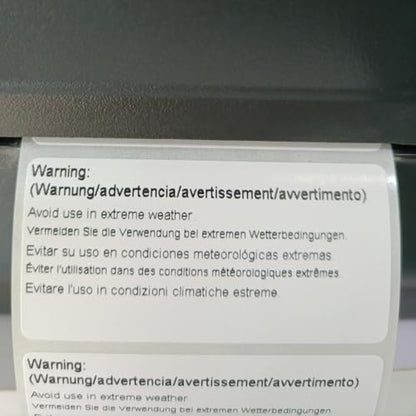 Warning:
(Warnung/advertencia/avertissement/avvertimento)
Avoid use in extreme weather
Vermeiden Sie die Verwendung bei extremen Wetterbedingungen.
Evitar su uso en condiciones meteorológicas extremas.
Éviter l'utilisation dans des conditions météorologiques extrêmes.
Evitare l'uso in condizioni climatiche estreme.
Warning:
(Warnung/advertencia/avertissement/avvertimento)
Avoid use in extreme weather
Vermeiden Sie die Verwendung bei extremen Wetterbedingungen.